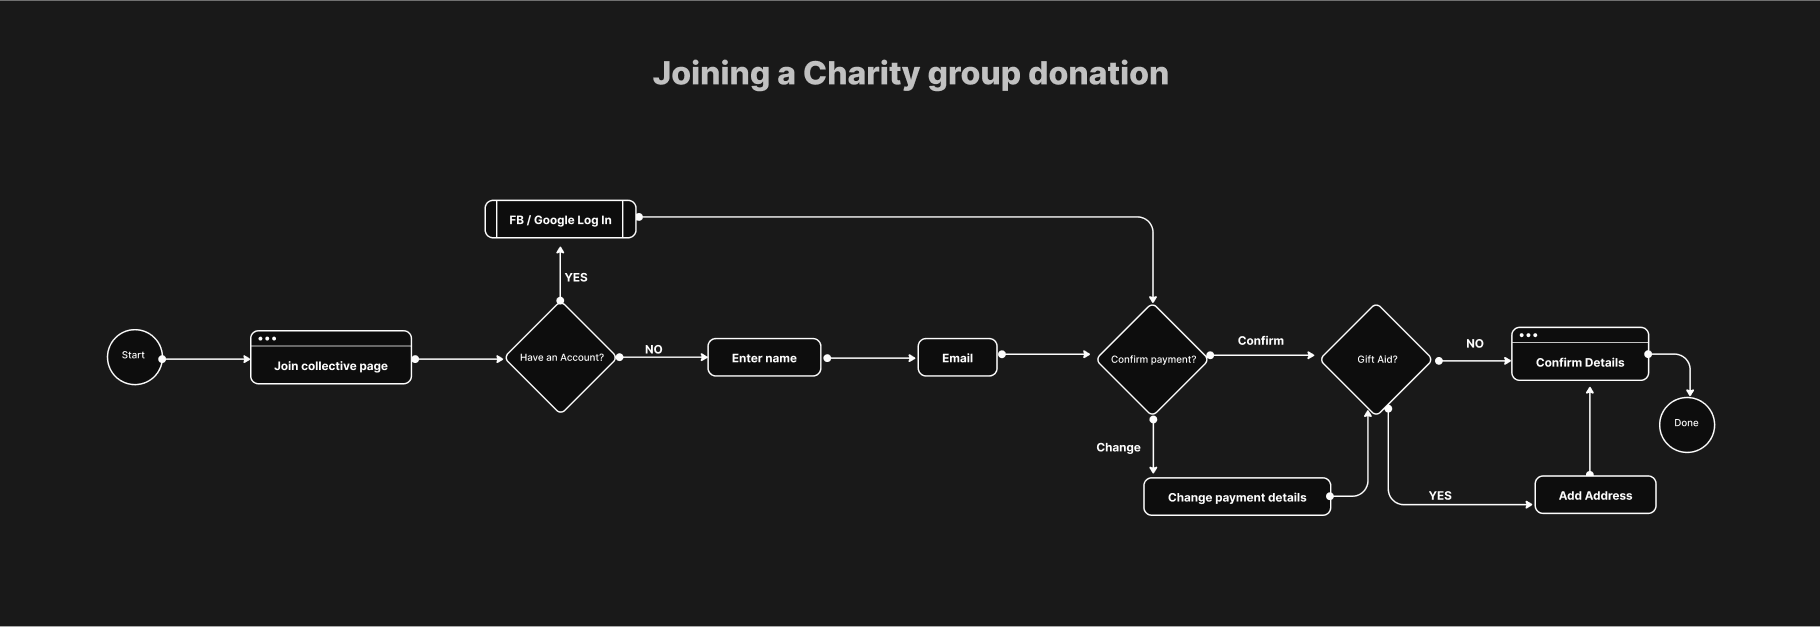 Joining a Charity group donation
FB / Google Log In
YES
Start
Join collective page
Have an Account?
NO
Enter name
Email
Confirm payment?
Confirm
Gift Aid?
NO
Confirm Details
Done
Change
Change payment details
YES
Add Address